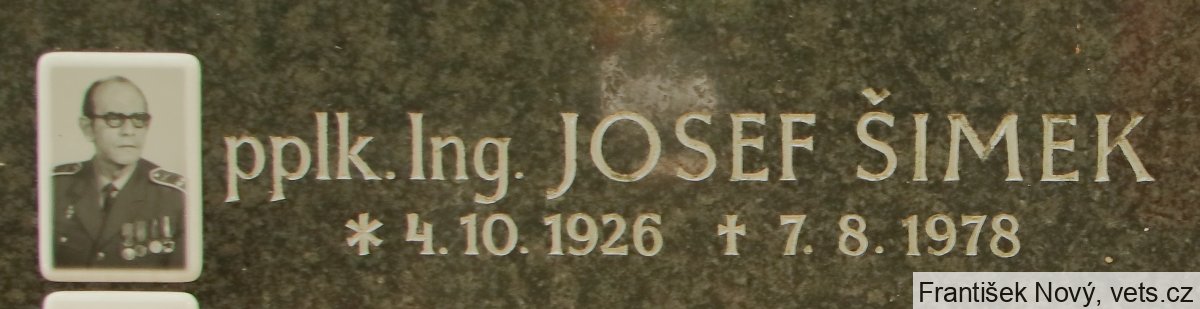 pplk. Ing. JOSEF ŠIMEK
* 4. 10. 1926 † 7. 8. 1978
František Nový, vets.cz